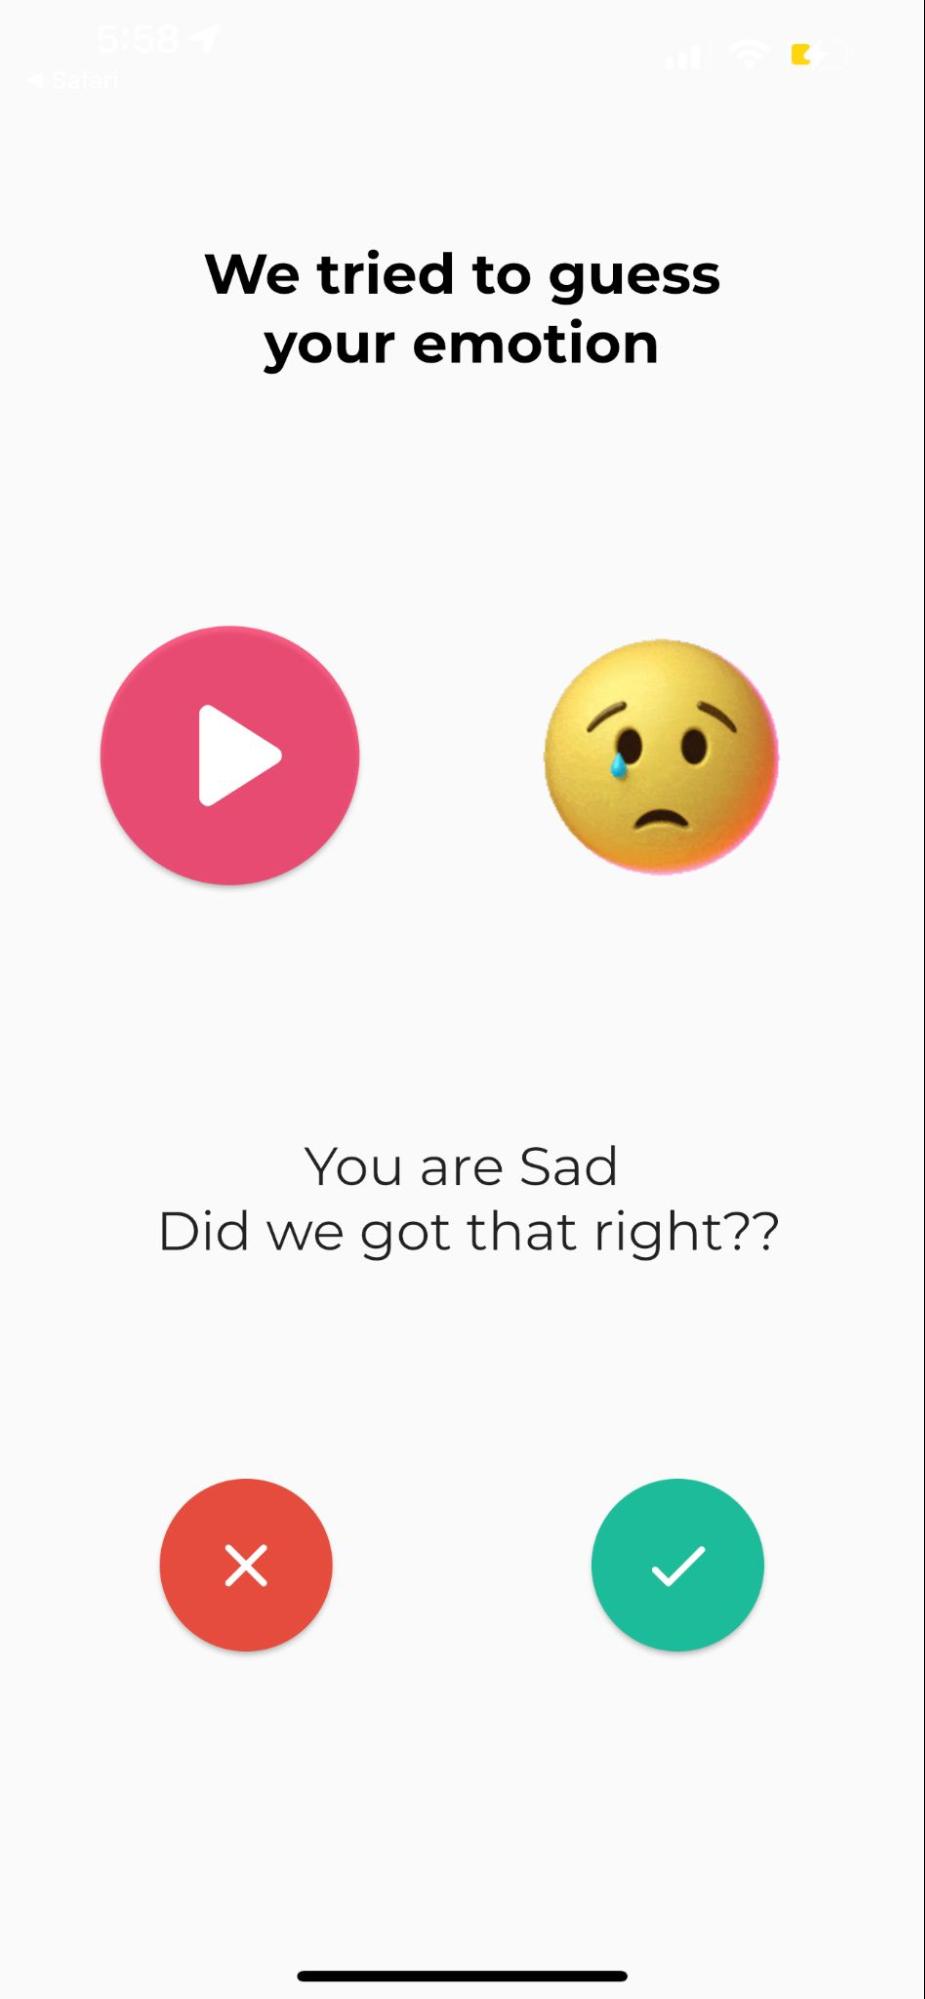 5:58
Safari
We tried to guess
your emotion
You are Sad
Did we got that right??